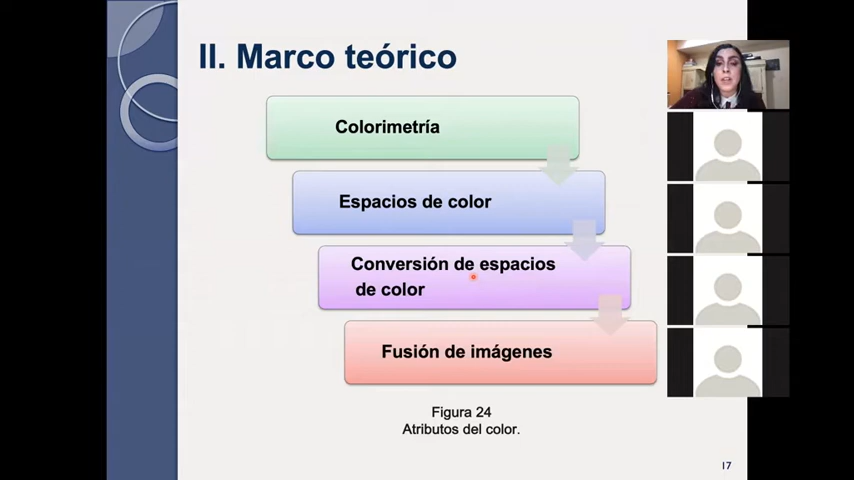 II. Marco teórico
Colorimetría
Espacios de color
Conversión de espacios
de color
Fusión de imágenes
Figura 24
Atributos del color.
17